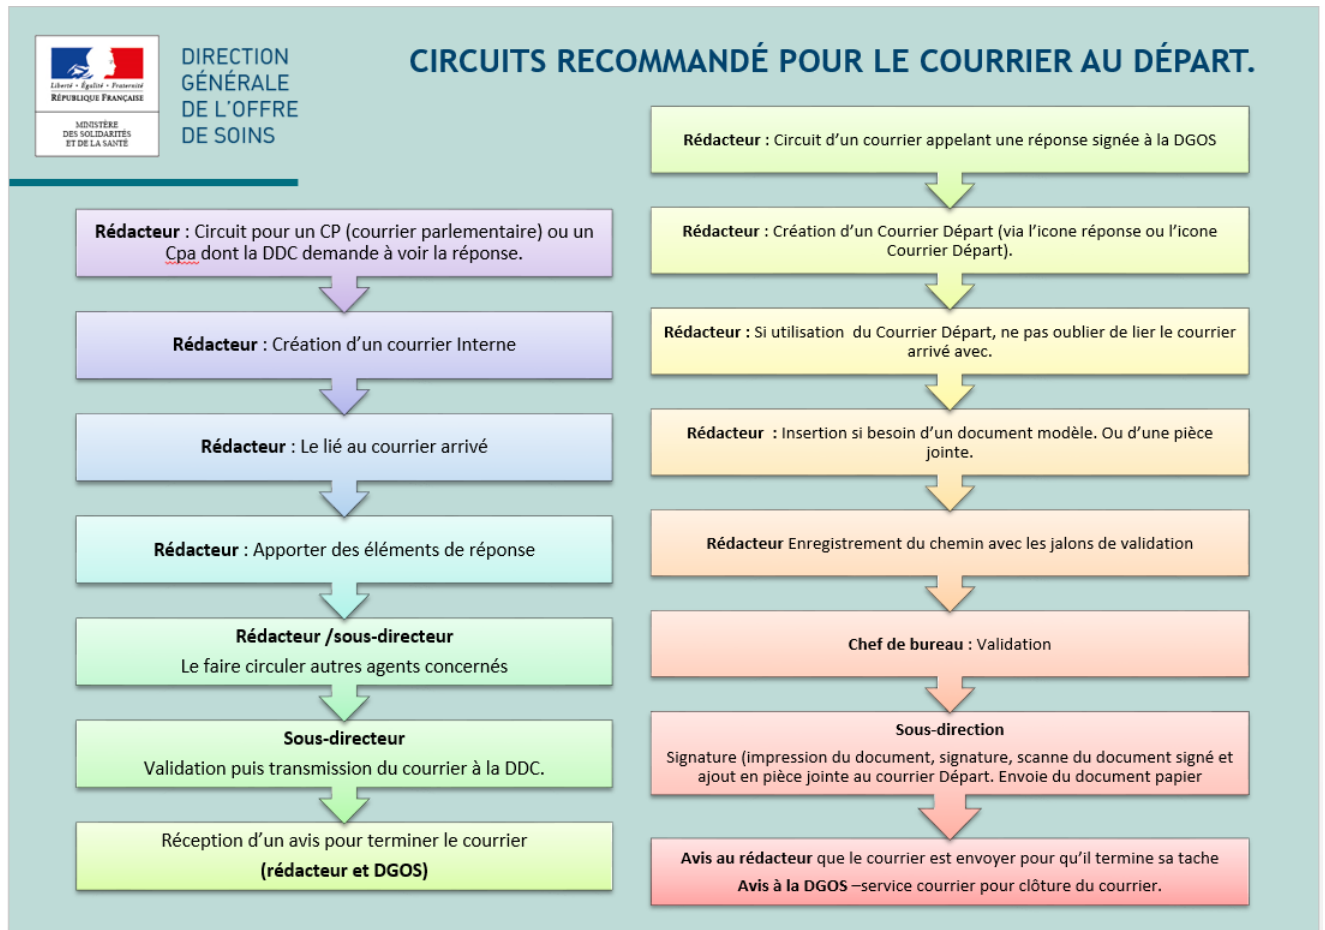 Liberté • Égalité • Fraternité
RÉPUBLIQUE FRANÇAISE
MINISTÈRE
DES SOLIDARITÉS
ET DE LA SANTÉ
DIRECTION
GÉNÉRALE
DE L'OFFRE
DE SOINS
CIRCUITS RECOMMANDÉ POUR LE COURRIER AU DÉPART.
Rédacteur : Circuit pour un CP (courrier parlementaire) ou un
Cpa dont la DDC demande à voir la réponse.
Rédacteur : Création d'un courrier Interne
Rédacteur : Le lié au courrier arrivé
Rédacteur : Apporter des éléments de réponse
Rédacteur /sous-directeur
Le faire circuler autres agents concernés
Sous-directeur
Validation puis transmission du courrier à la DDC.
Réception d'un avis pour terminer le courrier
(rédacteur et DGOS)
Rédacteur : Circuit d'un courrier appelant une réponse signée à la DGOS
Rédacteur : Création d'un Courrier Départ (via l'icone réponse ou l'icone
Courrier Départ).
Rédacteur : Si utilisation  du Courrier Départ, ne pas oublier de lier le courrier
arrivé avec.
Rédacteur  : Insertion si besoin d'un document modèle. Ou d'une pièce
jointe.
Rédacteur Enregistrement du chemin avec les jalons de validation
Chef de bureau : Validation
Sous-direction
Signature (impression du document, signature, scanne du document signé et
ajout en pièce jointe au courrier Départ. Envoie du document papier
Avis au rédacteur que le courrier est envoyer pour qu'il termine sa tache
Avis à la DGOS –service courrier pour clôture du courrier.